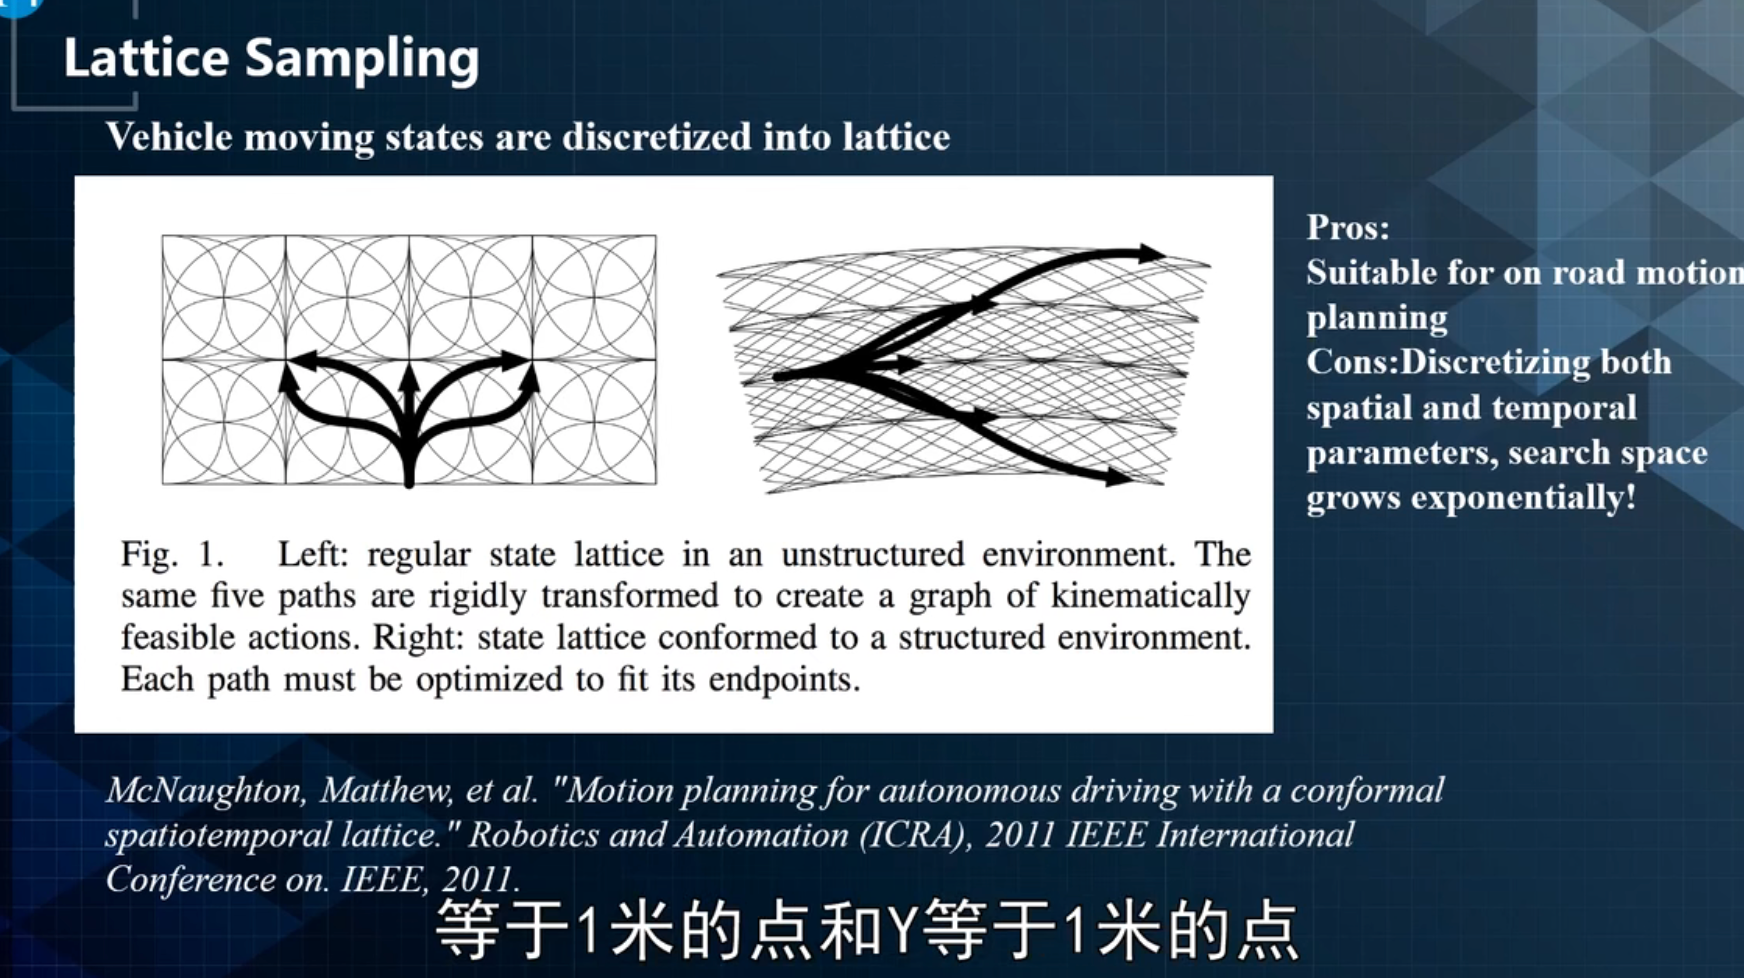 Lattice Sampling
Vehicle moving states are discretized into lattice
Pros:
Suitable for on road motion
planning
Cons:Discretizing both
spatial and temporal
parameters, search space
grows exponentially!
Fig. 1. Left: regular state lattice in an unstructured environment. The
same five paths are rigidly transformed to create a graph of kinematically
feasible actions. Right: state lattice conformed to a structured environment.
Each path must be optimized to fit its endpoints.
McNaughton, Matthew, et al. "Motion planning for autonomous driving with a conformal
spatiotemporal lattice." Robotics and Automation (ICRA), 2011 IEEE International
Conference on. IEEE, 2011.
等于1米的点和Y等于1米的点